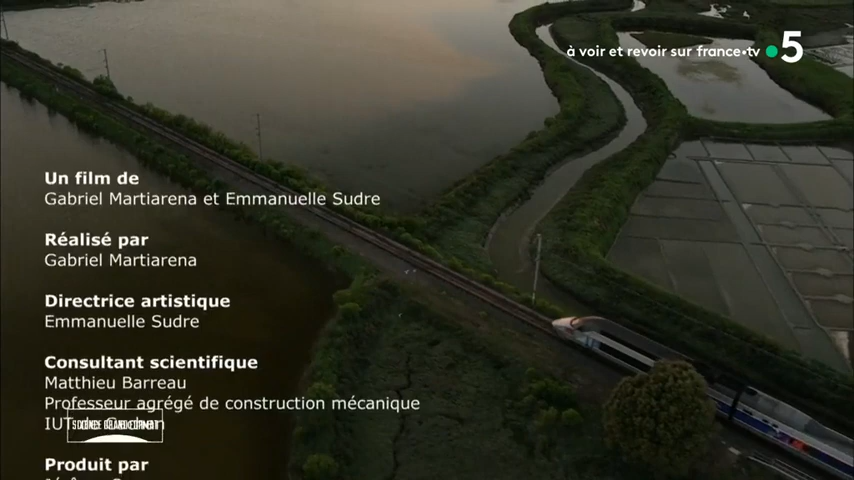 à voir et revoir sur france•tv 5
Un film de
Gabriel Martiarena et Emmanuelle Sudre
Réalisé par
Gabriel Martiarena
Directrice artistique
Emmanuelle Sudre
Consultant scientifique
Matthieu Barreau
Professeur agrégé de construction mécanique
IUT
Produit par